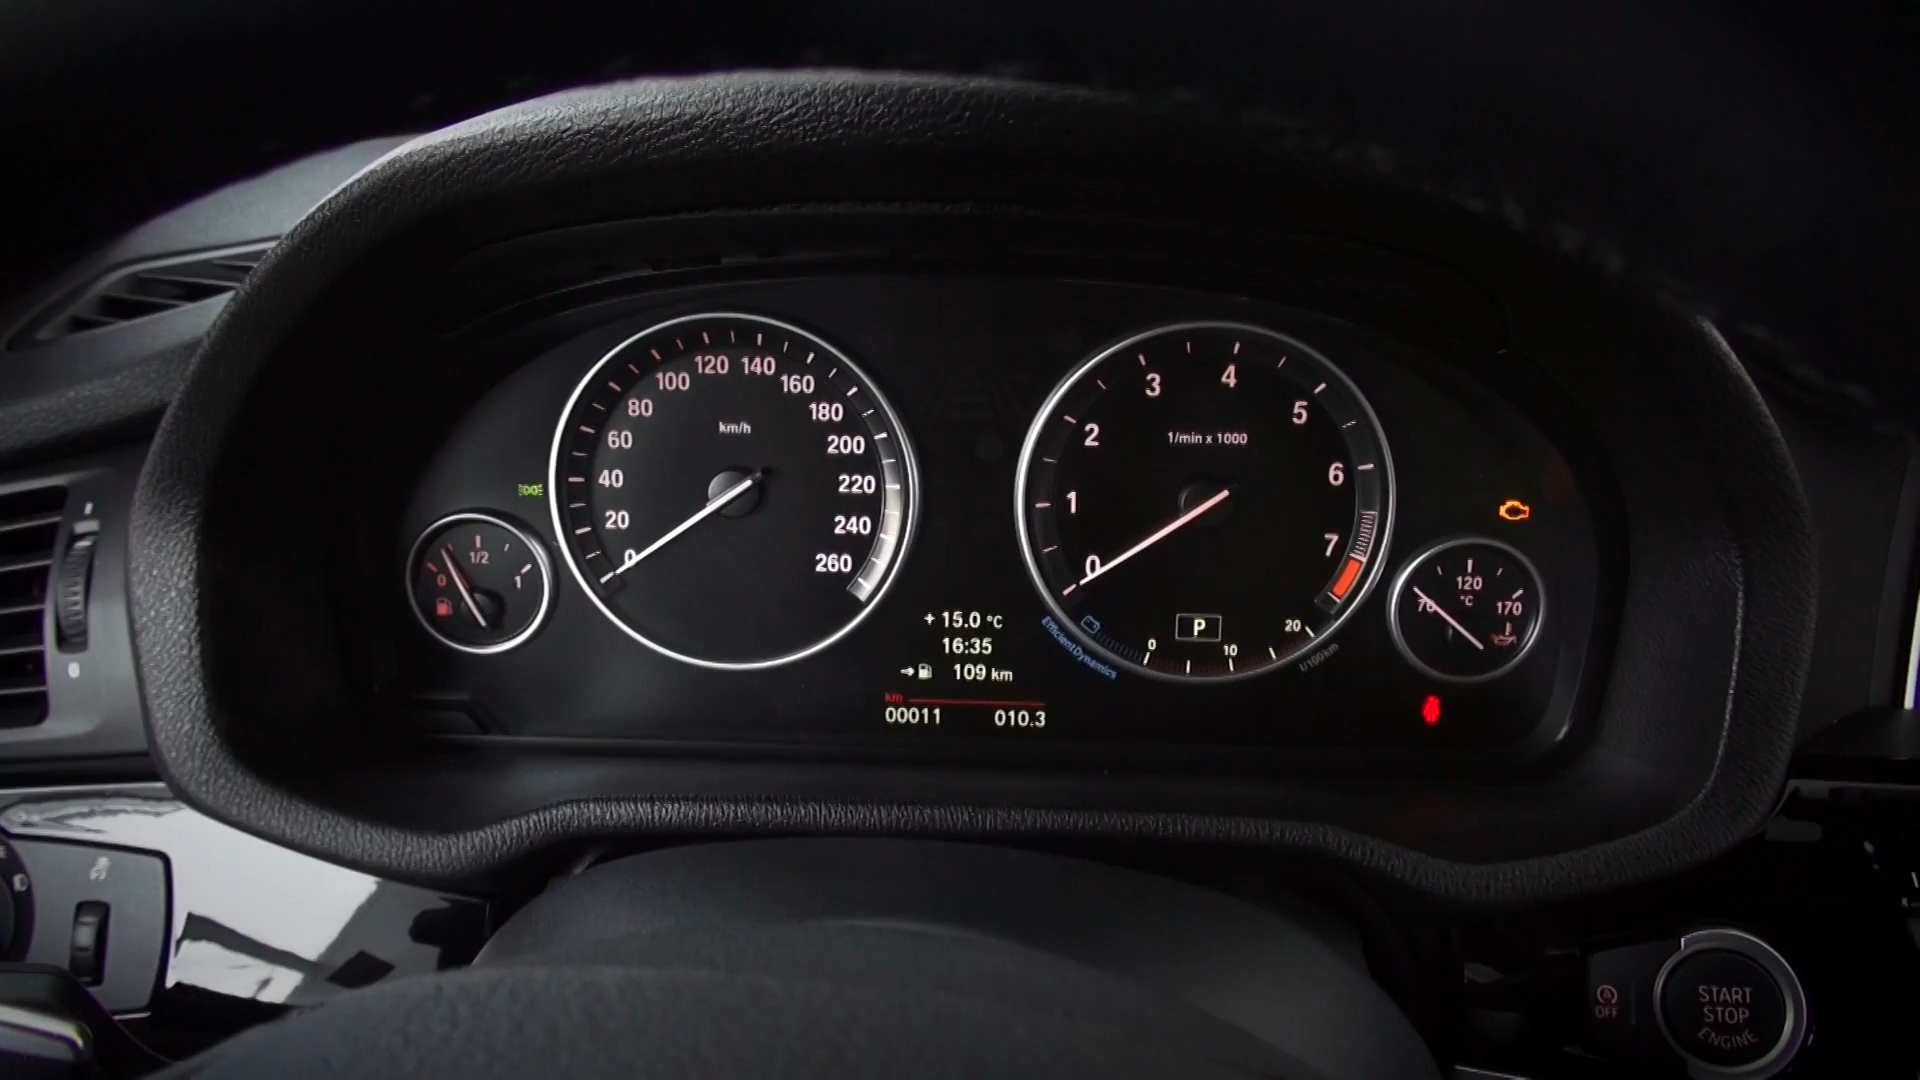 0
20
40
60
80
100
120
140
160
180
200
220
240
260
km/h
0
1/2
1
+ 15.0 °C
16:35
109 km
km
00011 010.3
0
1
2
3
4
5
6
7
1/min x 1000
P
EfficientDynamics
0
10
20
l/100km
70
120
°C
170
A
OFF
START
STOP
ENGINE